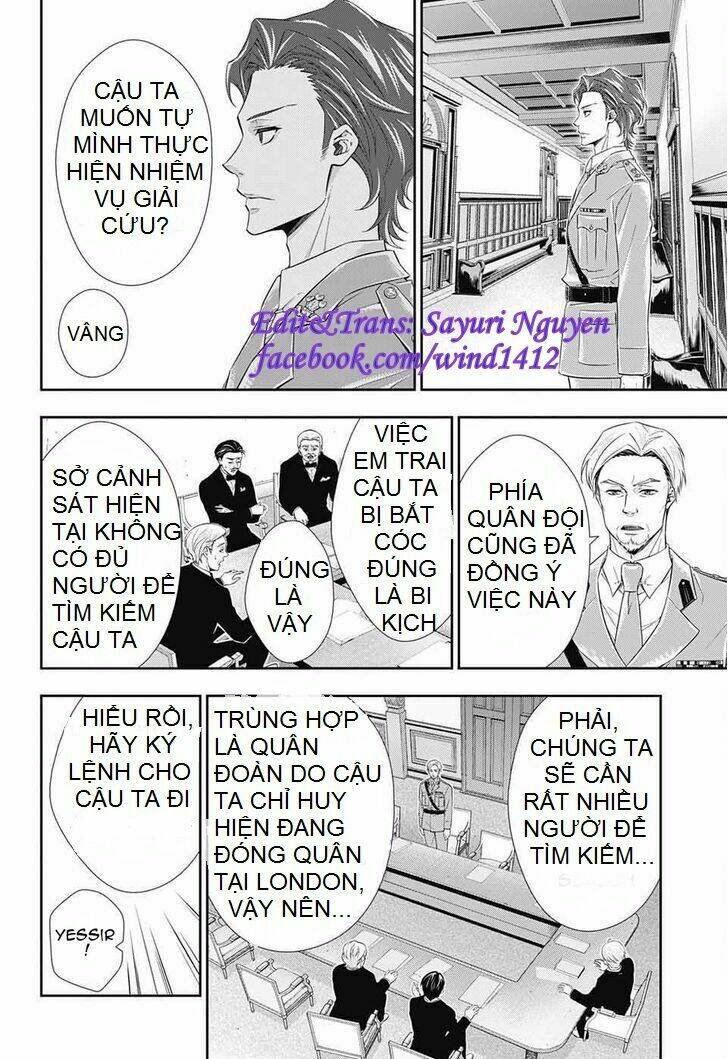 CẬU TA
MUỐN TỰ
MÌNH THỰC
HIỆN NHIỆM
VỤ GIẢI
CỨU?
VÂNG
Edit&Trans: Sayuri Nguyen
facebook.com/wind1412
PHÍA
QUÂN ĐỘI
CŨNG ĐÃ
ĐỒNG Ý
VIỆC NÀY
VIỆC
EM TRAI
CẬU TA
BỊ BẮT
CÓC
ĐÚNG
LÀ BI
KỊCH
ĐÚNG
LÀ
VẬY
SỞ CẢNH
SÁT HIỆN
TẠI KHÔNG
CÓ ĐỦ
NGƯỜI ĐỂ
TÌM KIẾM
CẬU TA
PHẢI,
CHÚNG TA
SẼ CẦN
RẤT NHIỀU
NGƯỜI ĐỂ
TÌM KIẾM...
TRÙNG HỢP
LÀ QUÂN
ĐOÀN DO CẬU
TA CHỈ HUY
HIỆN ĐANG
ĐÓNG QUÂN
TẠI LONDON,
VẬY NÊN...
HIỂU RỒI,
HÃY KÝ
LỆNH CHO
CẬU TA ĐI
YESSIR
!